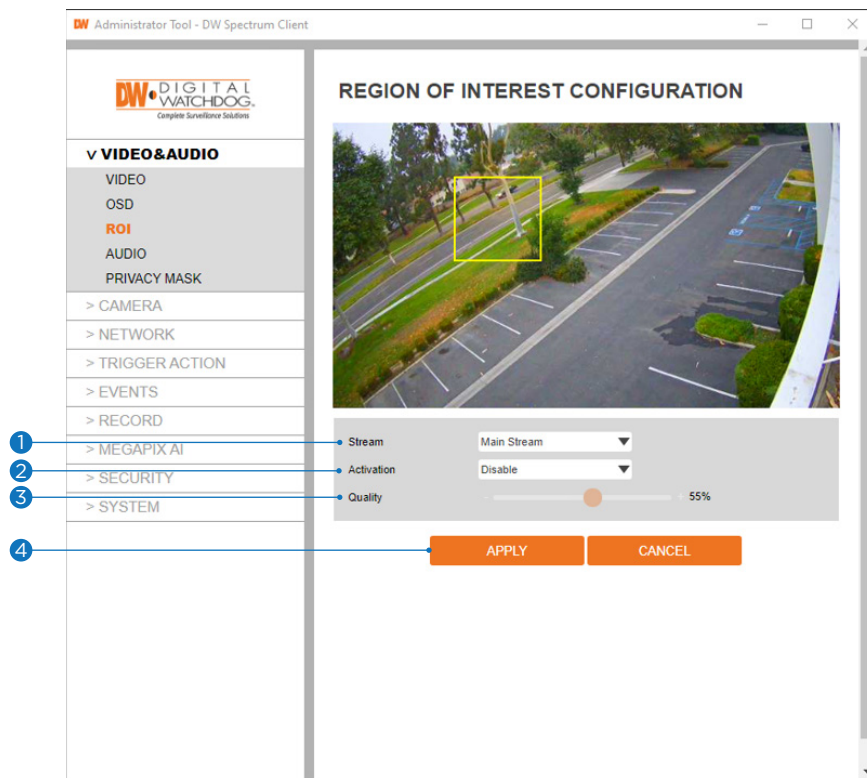 DW Administrator Tool - DW Spectrum Client
DW DIGITAL
WATCHDOG®
Complete Surveillance Solutions
v VIDEO&AUDIO
VIDEO
OSD
ROI
AUDIO
PRIVACY MASK
> CAMERA
> NETWORK
> TRIGGER ACTION
> EVENTS
> RECORD
> MEGAPIX AI
> SECURITY
> SYSTEM
REGION OF INTEREST CONFIGURATION
1 Stream Main Stream
2 Activation Disable
3 Quality - + 55%
4 APPLY CANCEL